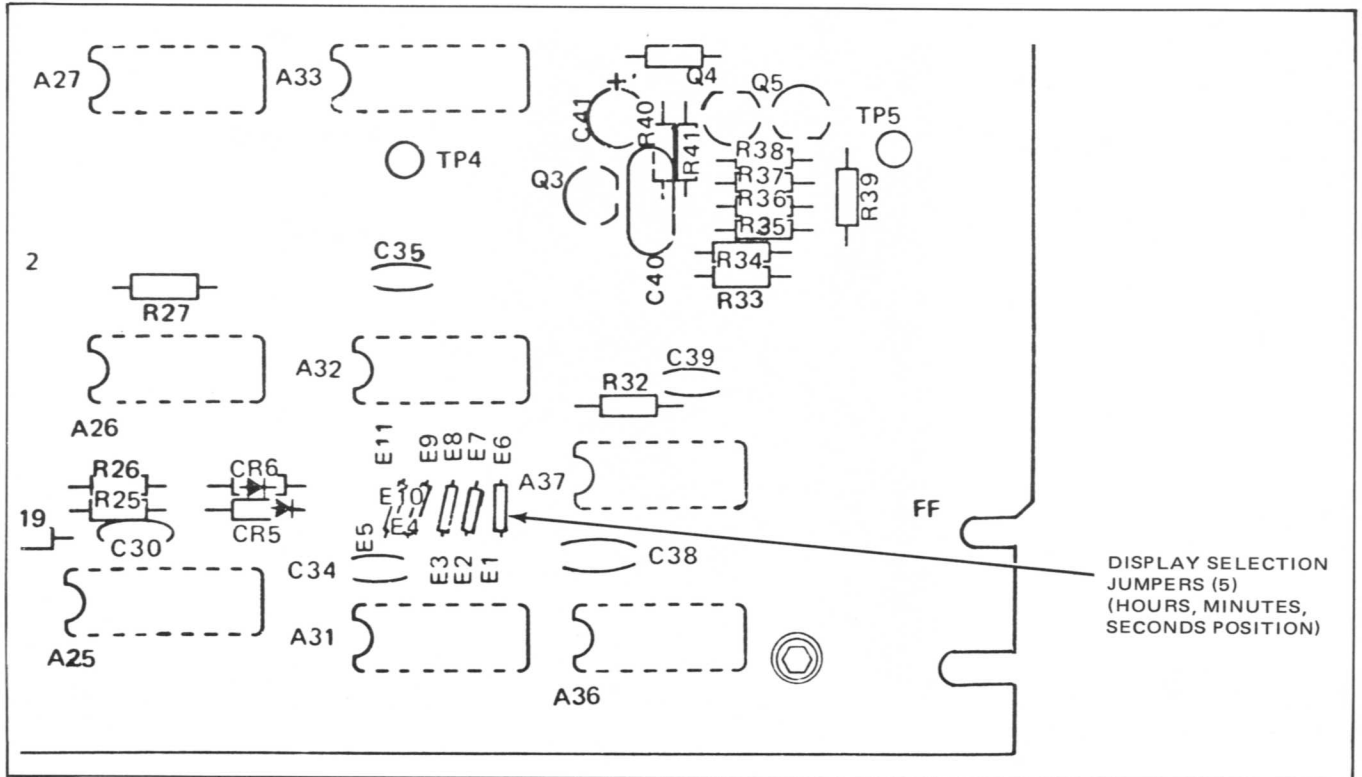 A27
A33
Q4
Q5
+
C41
R40
R41
TP5
TP4
R38
R37
R36
R35
R39
Q3
C35
R34
R33
C40
2
R27
A32
C39
R32
A26
E11
E9
E8
E7
E6
R26
CR6
A37
R25
E10
E4
FF
19
CR5
E5
C30
C34
E3
E2
E1
C38
DISPLAY SELECTION
JUMPERS (5)
(HOURS, MINUTES,
SECONDS POSITION)
A31
A25
A36